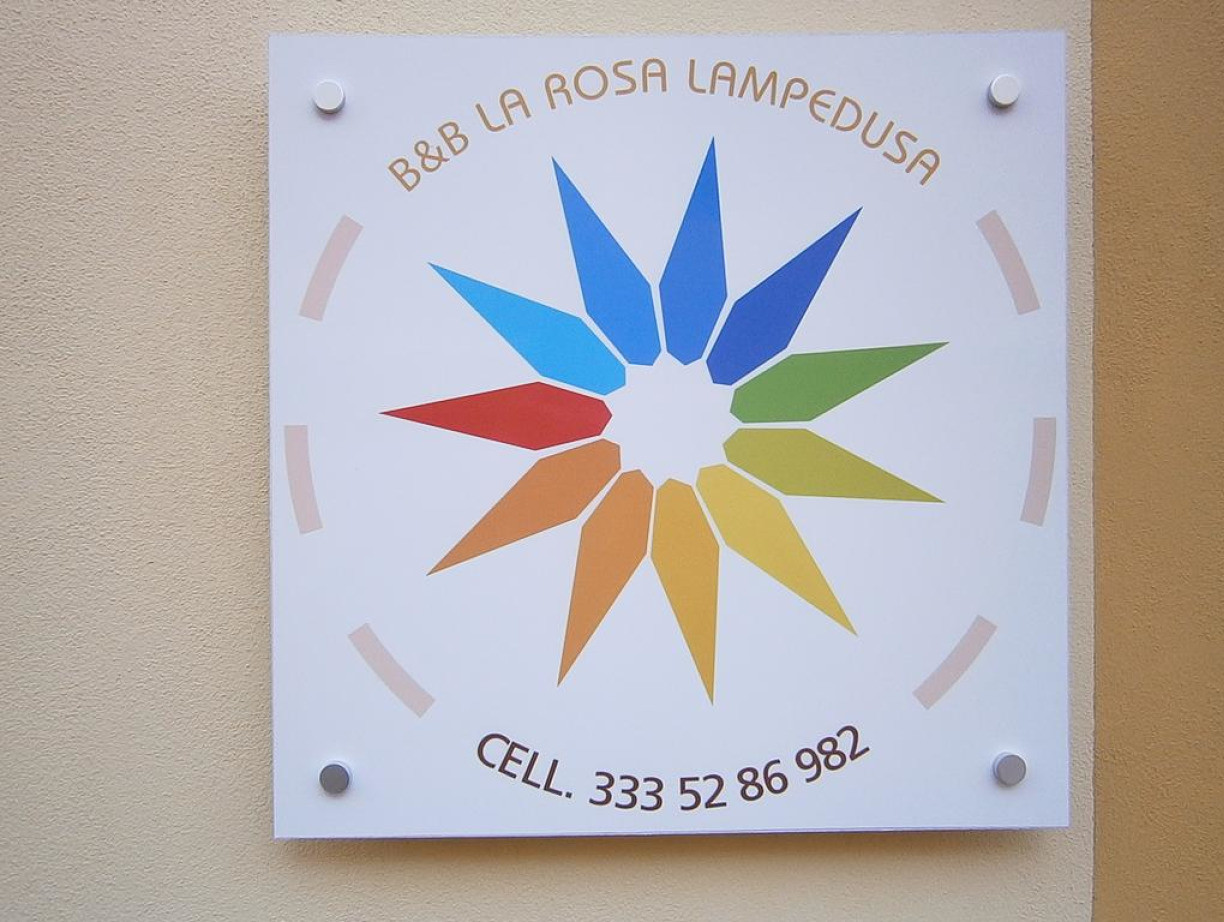 B&B LA ROSA LAMPEDUSA
CELL. 333 52 86 982